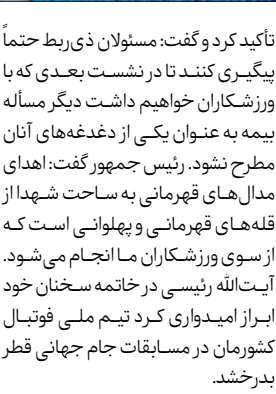 تأکید کرد و گفت: مسئولان ذی‌ربط حتماً
پیگیری کنند تا در نشست بعدی که با
ورزشکاران خواهیم داشت دیگر مسأله
بیمه به عنوان یکی از دغدغه‌های آنان
مطرح نشود. رئیس جمهور گفت: اهدای
مدال‌های قهرمانی به ساحت شهدا از
قله‌های قهرمانی و پهلوانی است که
از سوی ورزشکاران ما انجام می‌شود.
آیت‌الله رئیسی در خاتمه سخنان خود
ابراز امیدواری کرد تیم ملی فوتبال
کشورمان در مسابقات جام جهانی قطر
بدرخشد.